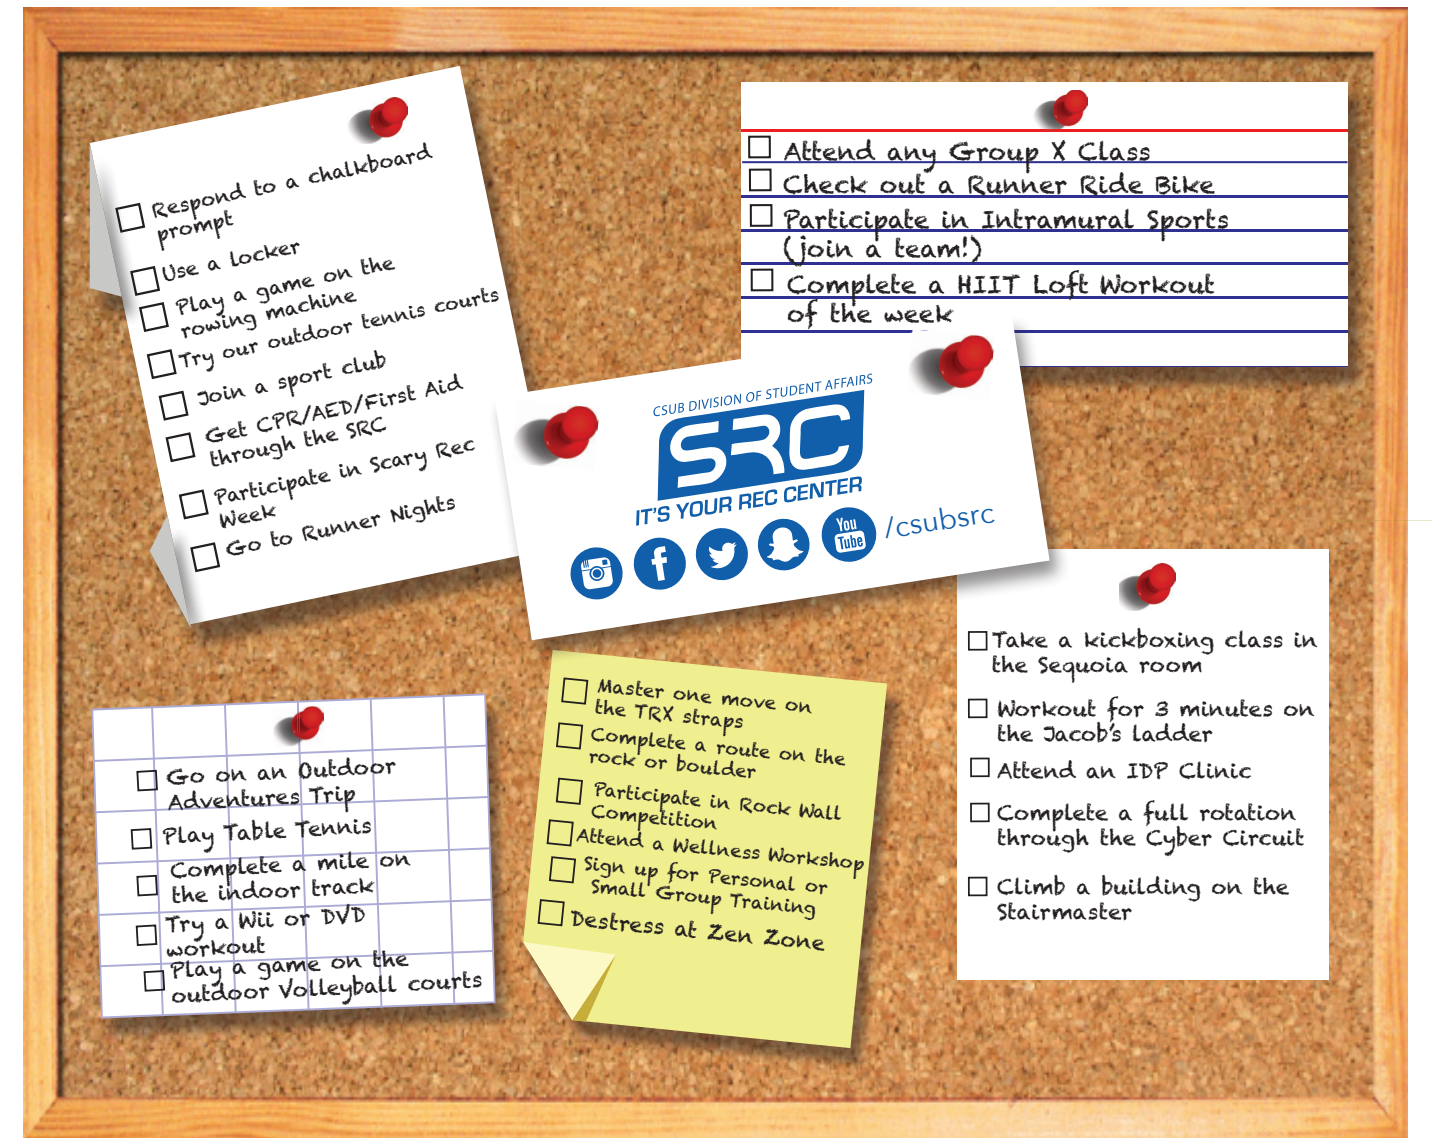 Respond to a chalkboard
prompt
Use a locker
Play a game on the
rowing machine
Try our outdoor tennis courts
Join a sport club
Get CPR/AED/First Aid
through the SRC
Participate in Scary Rec
Week
Go to Runner Nights
Attend any Group X Class
Check out a Runner Ride Bike
Participate in Intramural Sports
(join a team!)
Complete a HIIT Loft Workout
of the week
CSUB DIVISION OF STUDENT AFFAIRS
SRC
IT'S YOUR REC CENTER
You
Tube
/csubsrc
Go on an Outdoor
Adventures Trip
Play Table Tennis
Complete a mile on
the indoor track
Try a Wii or DVD
workout
Play a game on the
outdoor Volleyball courts
Master one move on
the TRX straps
Complete a route on the
rock or boulder
Participate in Rock Wall
Competition
Attend a Wellness Workshop
Sign up for Personal or
Small Group Training
Destress at Zen Zone
Take a kickboxing class in
the Sequoia room
Workout for 3 minutes on
the Jacob's ladder
Attend an IDP Clinic
Complete a full rotation
through the Cyber Circuit
Climb a building on the
Stairmaster